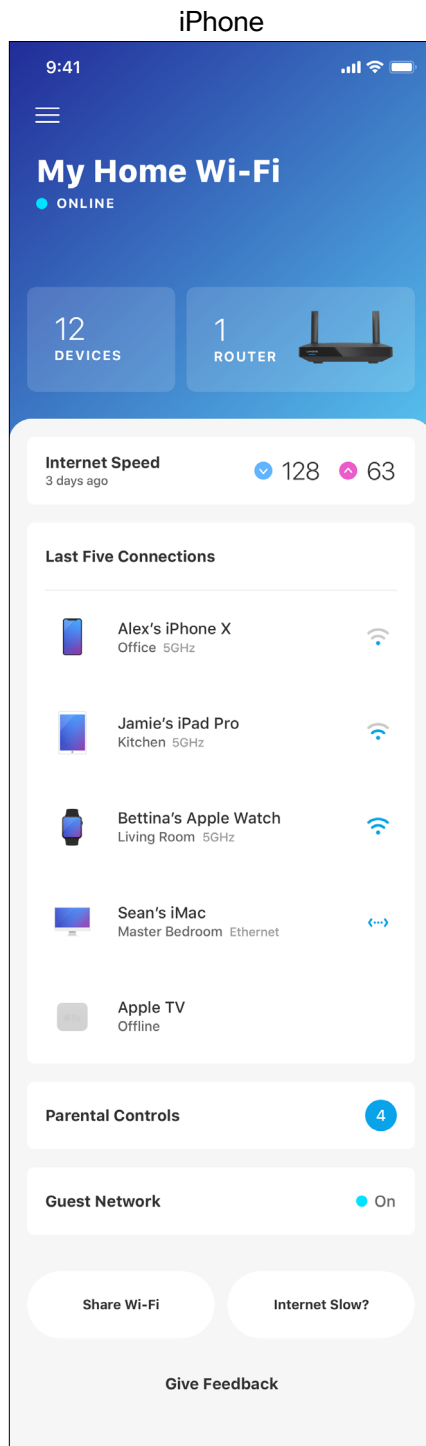 iPhone
9:41
My Home Wi-Fi
ONLINE
12
DEVICES
1
ROUTER
Internet Speed
3 days ago
128
63
Last Five Connections
Alex's iPhone X
Office 5GHz
Jamie's iPad Pro
Kitchen 5GHz
Bettina's Apple Watch
Living Room 5GHz
Sean's iMac
Master Bedroom Ethernet
Apple TV
Offline
Parental Controls
4
Guest Network
On
Share Wi-Fi
Internet Slow?
Give Feedback